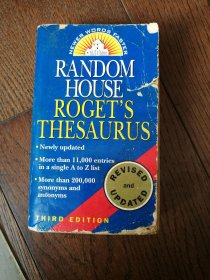 NEWER WORDS FASTER
RANDOM
HOUSE
ROGET'S
THESAURUS
• Newly updated
• More than 11,000 entries
in a single A to Z list
• More than 200,000
synonyms and
antonyms
REVISED
and
UPDATED
THIRD EDITION